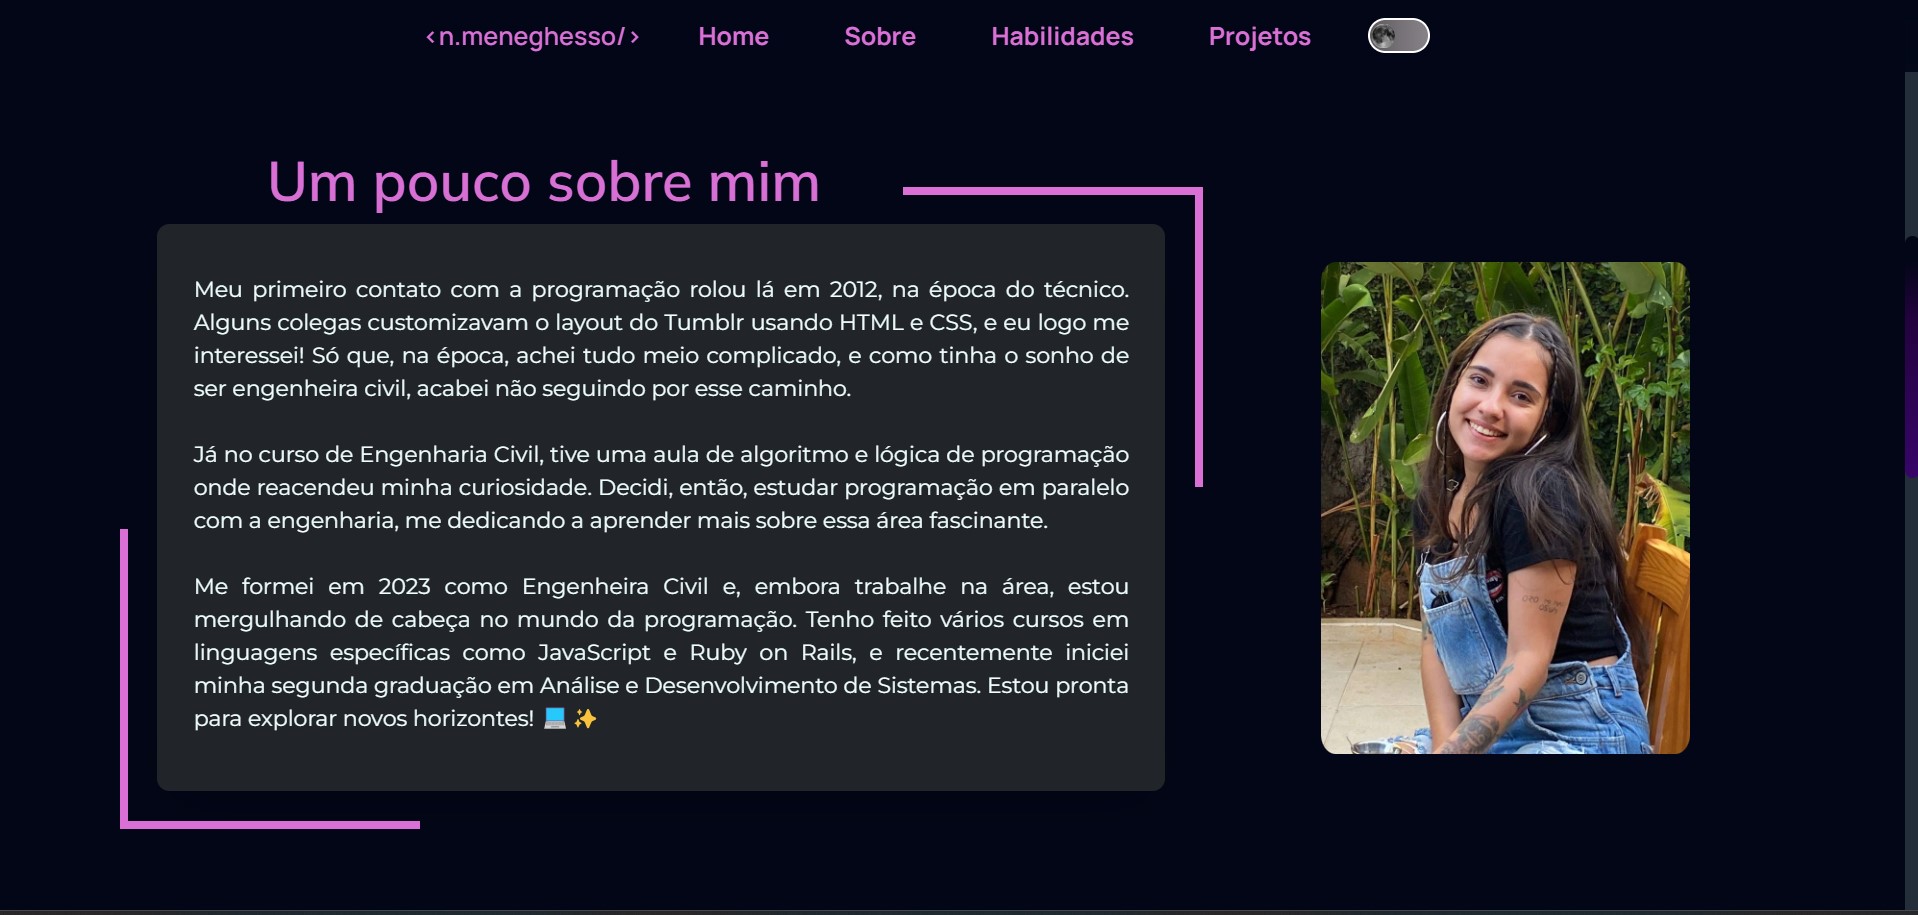 <n.meneghesso/>
Home
Sobre
Habilidades
Projetos
Um pouco sobre mim
Meu primeiro contato com a programação rolou lá em 2012, na época do técnico.
Alguns colegas customizavam o layout do Tumblr usando HTML e CSS, e eu logo me
interessei! Só que, na época, achei tudo meio complicado, e como tinha o sonho de
ser engenheira civil, acabei não seguindo por esse caminho.
Já no curso de Engenharia Civil, tive uma aula de algoritmo e lógica de programação
onde reacendeu minha curiosidade. Decidi, então, estudar programação em paralelo
com a engenharia, me dedicando a aprender mais sobre essa área fascinante.
Me formei em 2023 como Engenheira Civil e, embora trabalhe na área, estou
mergulhando de cabeça no mundo da programação. Tenho feito vários cursos em
linguagens específicas como JavaScript e Ruby on Rails, e recentemente iniciei
minha segunda graduação em Análise e Desenvolvimento de Sistemas. Estou pronta
para explorar novos horizontes! 💻 ✨